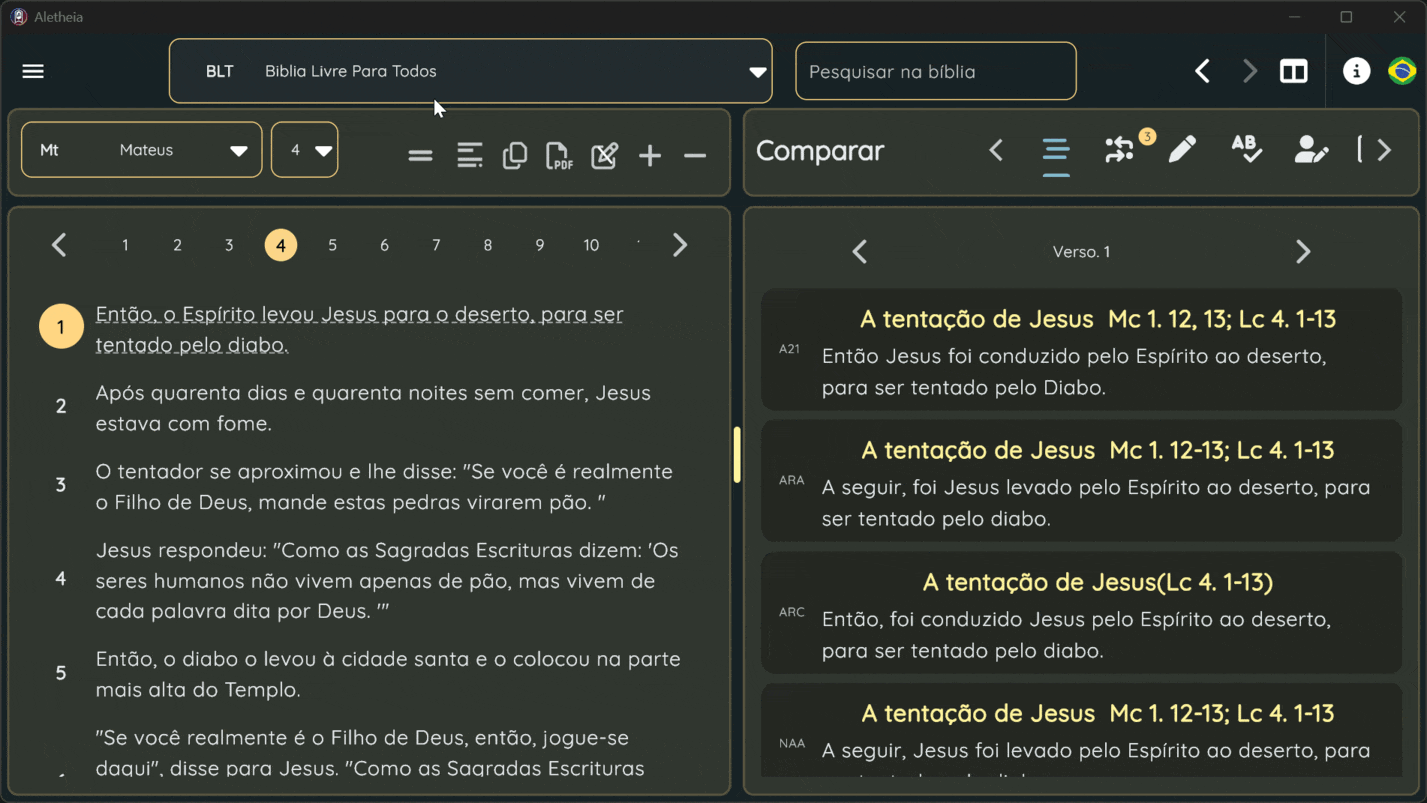 Aletheia
BLT Biblia Livre Para Todos
Pesquisar na bíblia
Mt Mateus
4
PDF
Comparar
3
AB
1 2 3 4 5 6 7 8 9 10
1
Então, o Espírito levou Jesus para o deserto, para ser
tentado pelo diabo.
2
Após quarenta dias e quarenta noites sem comer, Jesus
estava com fome.
3
O tentador se aproximou e lhe disse: "Se você é realmente
o Filho de Deus, mande estas pedras virarem pão. "
4
Jesus respondeu: "Como as Sagradas Escrituras dizem: 'Os
seres humanos não vivem apenas de pão, mas vivem de
cada palavra dita por Deus. '"
5
Então, o diabo o levou à cidade santa e o colocou na parte
mais alta do Templo.
"Se você realmente é o Filho de Deus, então, jogue-se
daqui", disse para Jesus. "Como as Sagradas Escrituras
Verso. 1
A tentação de Jesus Mc 1. 12, 13; Lc 4. 1-13
A21
Então Jesus foi conduzido pelo Espírito ao deserto,
para ser tentado pelo Diabo.
A tentação de Jesus Mc 1. 12-13; Lc 4. 1-13
ARA
A seguir, foi Jesus levado pelo Espírito ao deserto, para
ser tentado pelo diabo.
A tentação de Jesus(Lc 4. 1-13)
ARC
Então, foi conduzido Jesus pelo Espírito ao deserto,
para ser tentado pelo diabo.
A tentação de Jesus Mc 1. 12-13; Lc 4. 1-13
NAA
A seguir, Jesus foi levado pelo Espírito ao deserto, para